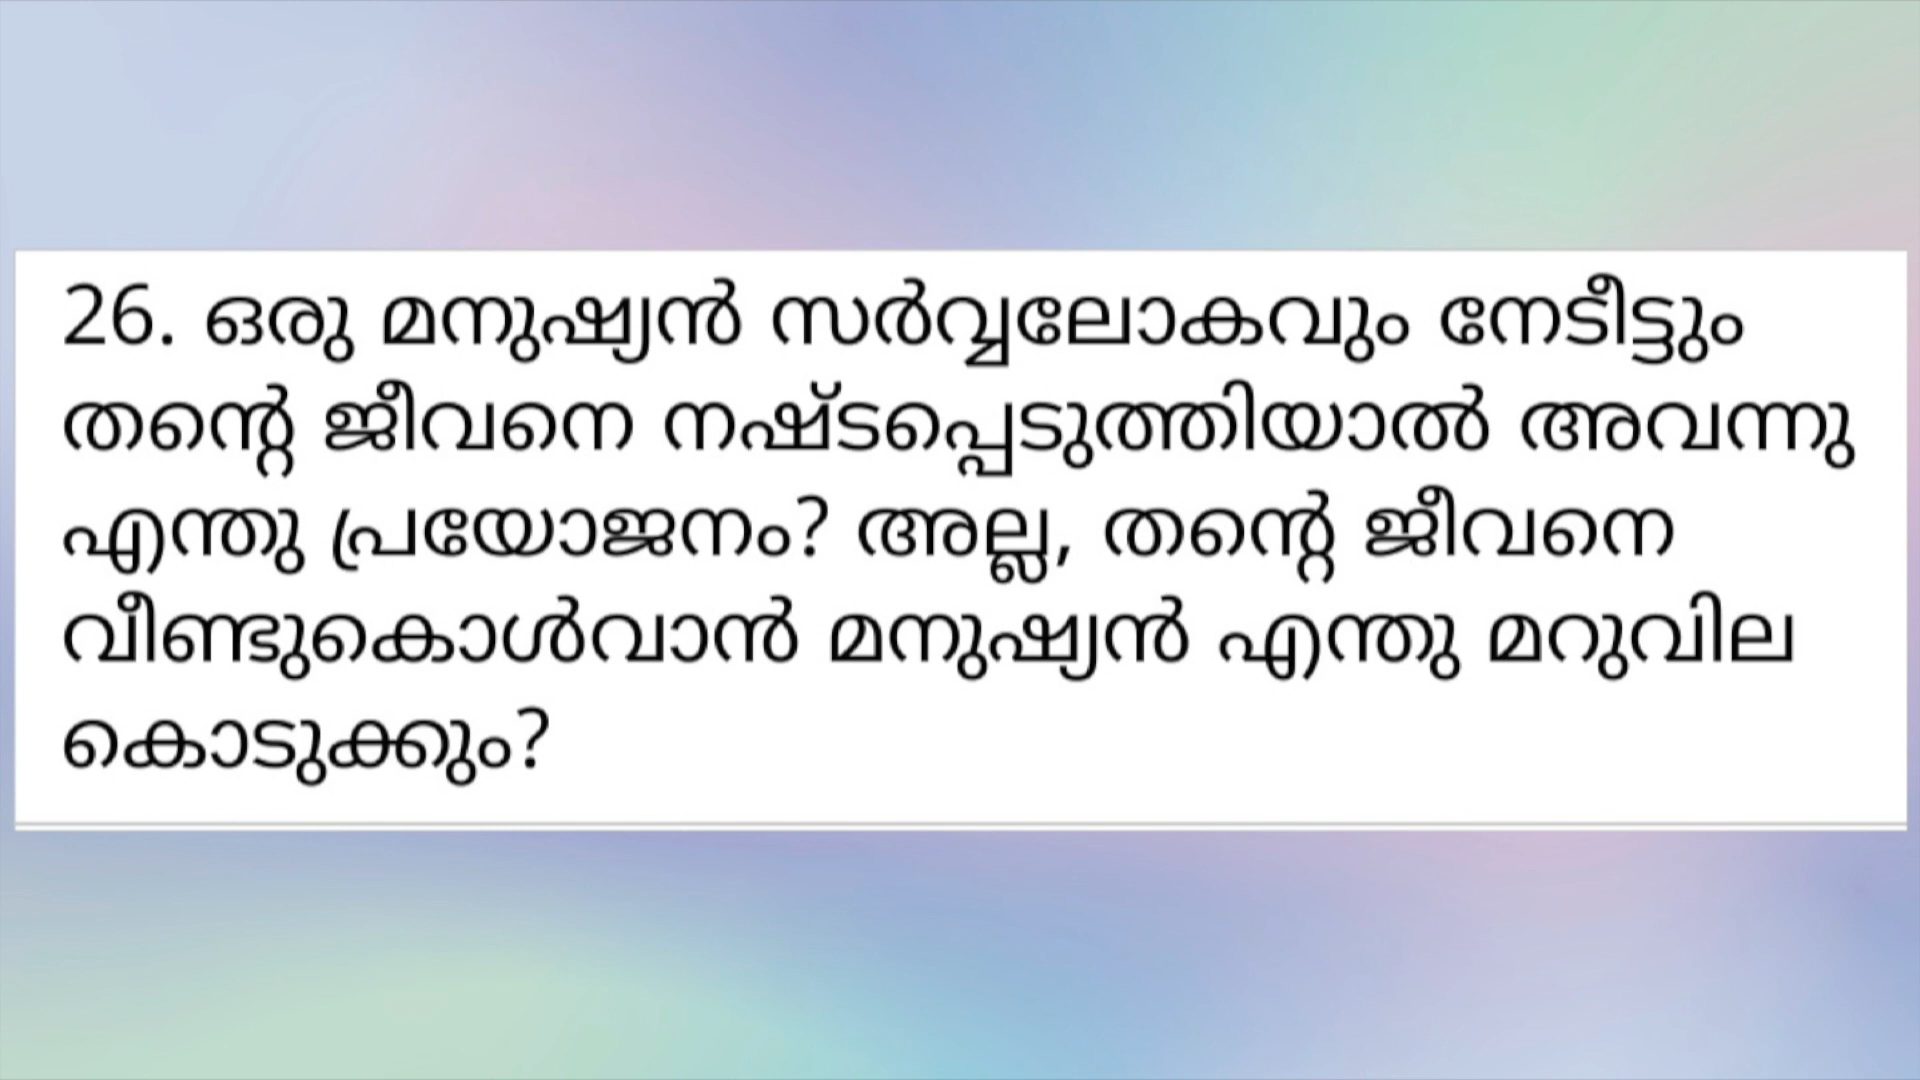 26. ഒരു മനുഷ്യൻ സർവ്വലോകവും നേടീട്ടും
തന്റെ ജീവനെ നഷ്ടപ്പെടുത്തിയാൽ അവന്നു
എന്തു പ്രയോജനം? അല്ല, തന്റെ ജീവനെ
വീണ്ടുകൊൾവാൻ മനുഷ്യൻ എന്തു മറുവില
കൊടുക്കും?